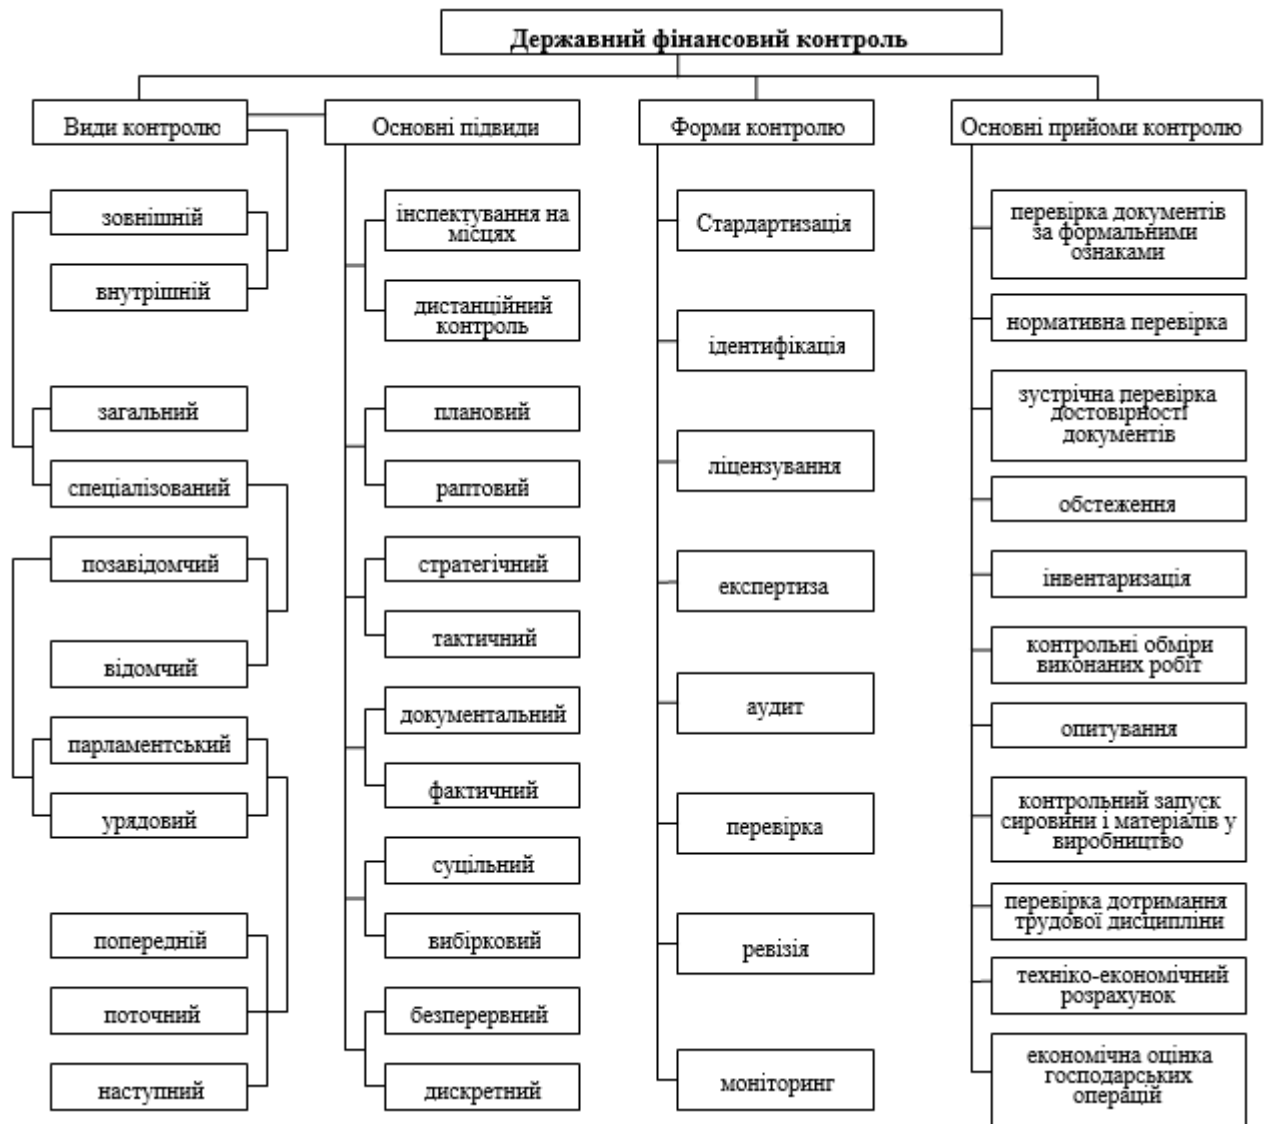 Державний фінансовий контроль
Види контролю
зовнішній
внутрішній
загальний
спеціалізований
позавідомчий
відомчий
парламентський
урядовий
попередній
поточний
наступний
Основні підвиди
інспектування на
місцях
дистанційний
контроль
плановий
раптовий
стратегічний
тактичний
документальний
фактичний
суцільний
вибірковий
безперервний
дискретний
Форми контролю
Стардартизація
ідентифікація
ліцензування
експертиза
аудит
перевірка
ревізія
моніторинг
Основні прийоми контролю
перевірка документів
за формальними
ознаками
нормативна перевірка
зустрічна перевірка
достовірності
документів
обстеження
інвентаризація
контрольні обміри
виконаних робіт
опитування
контрольний запуск
сировини і матеріалів у
виробництво
перевірка дотримання
трудової дисципліни
техніко-економічний
розрахунок
економічна оцінка
господарських
операцій